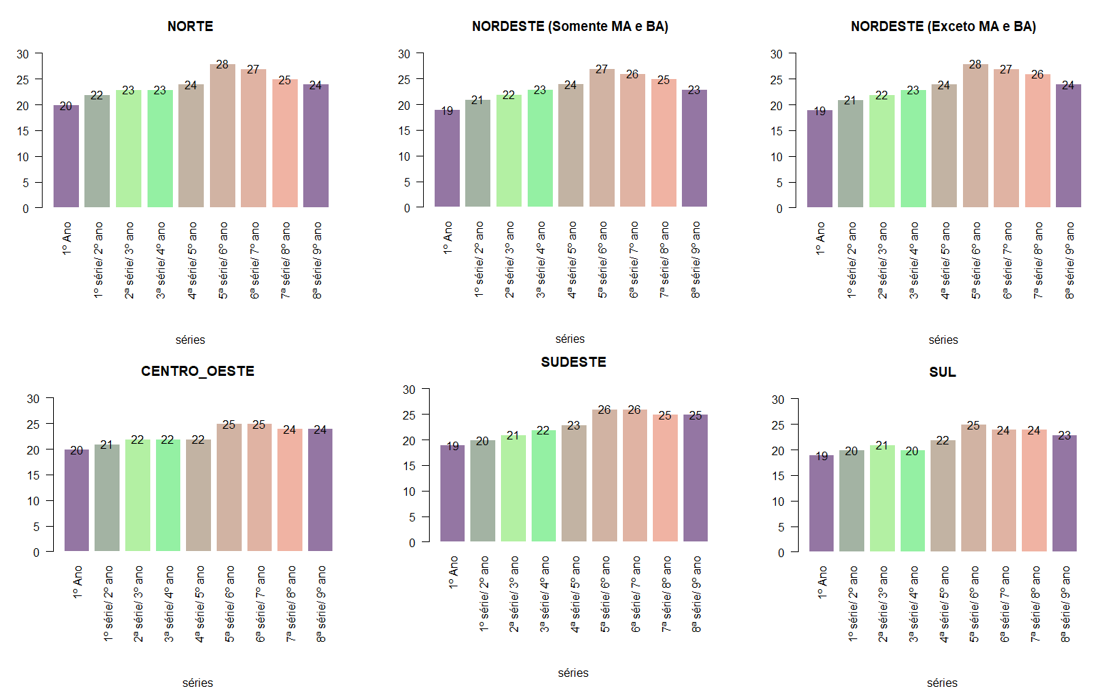 NORTE
30
25
20
15
10
5
0
20 22 23 23 24 28 27 25 24
1º Ano
1º série/ 2º ano
2ª série/ 3º ano
3ª série/ 4º ano
4ª série/ 5º ano
5ª série/ 6º ano
6ª série/ 7º ano
7ª série/ 8º ano
8ª série/ 9º ano
séries
NORDESTE (Somente MA e BA)
30
25
20
15
10
5
0
19 21 22 23 24 27 26 25 23
1º Ano
1º série/ 2º ano
2ª série/ 3º ano
3ª série/ 4º ano
4ª série/ 5º ano
5ª série/ 6º ano
6ª série/ 7º ano
7ª série/ 8º ano
8ª série/ 9º ano
séries
NORDESTE (Exceto MA e BA)
30
25
20
15
10
5
0
19 21 22 23 24 28 27 26 24
1º Ano
1º série/ 2º ano
2ª série/ 3º ano
3ª série/ 4º ano
4ª série/ 5º ano
5ª série/ 6º ano
6ª série/ 7º ano
7ª série/ 8º ano
8ª série/ 9º ano
séries
CENTRO_OESTE
30
25
20
15
10
5
0
20 21 22 22 22 25 25 24 24
1º Ano
1º série/ 2º ano
2ª série/ 3º ano
3ª série/ 4º ano
4ª série/ 5º ano
5ª série/ 6º ano
6ª série/ 7º ano
7ª série/ 8º ano
8ª série/ 9º ano
séries
SUDESTE
30
25
20
15
10
5
0
19 20 21 22 23 26 26 25 25
1º Ano
1º série/ 2º ano
2ª série/ 3º ano
3ª série/ 4º ano
4ª série/ 5º ano
5ª série/ 6º ano
6ª série/ 7º ano
7ª série/ 8º ano
8ª série/ 9º ano
séries
SUL
30
25
20
15
10
5
0
19 20 21 20 22 25 24 24 23
1º Ano
1º série/ 2º ano
2ª série/ 3º ano
3ª série/ 4º ano
4ª série/ 5º ano
5ª série/ 6º ano
6ª série/ 7º ano
7ª série/ 8º ano
8ª série/ 9º ano
séries